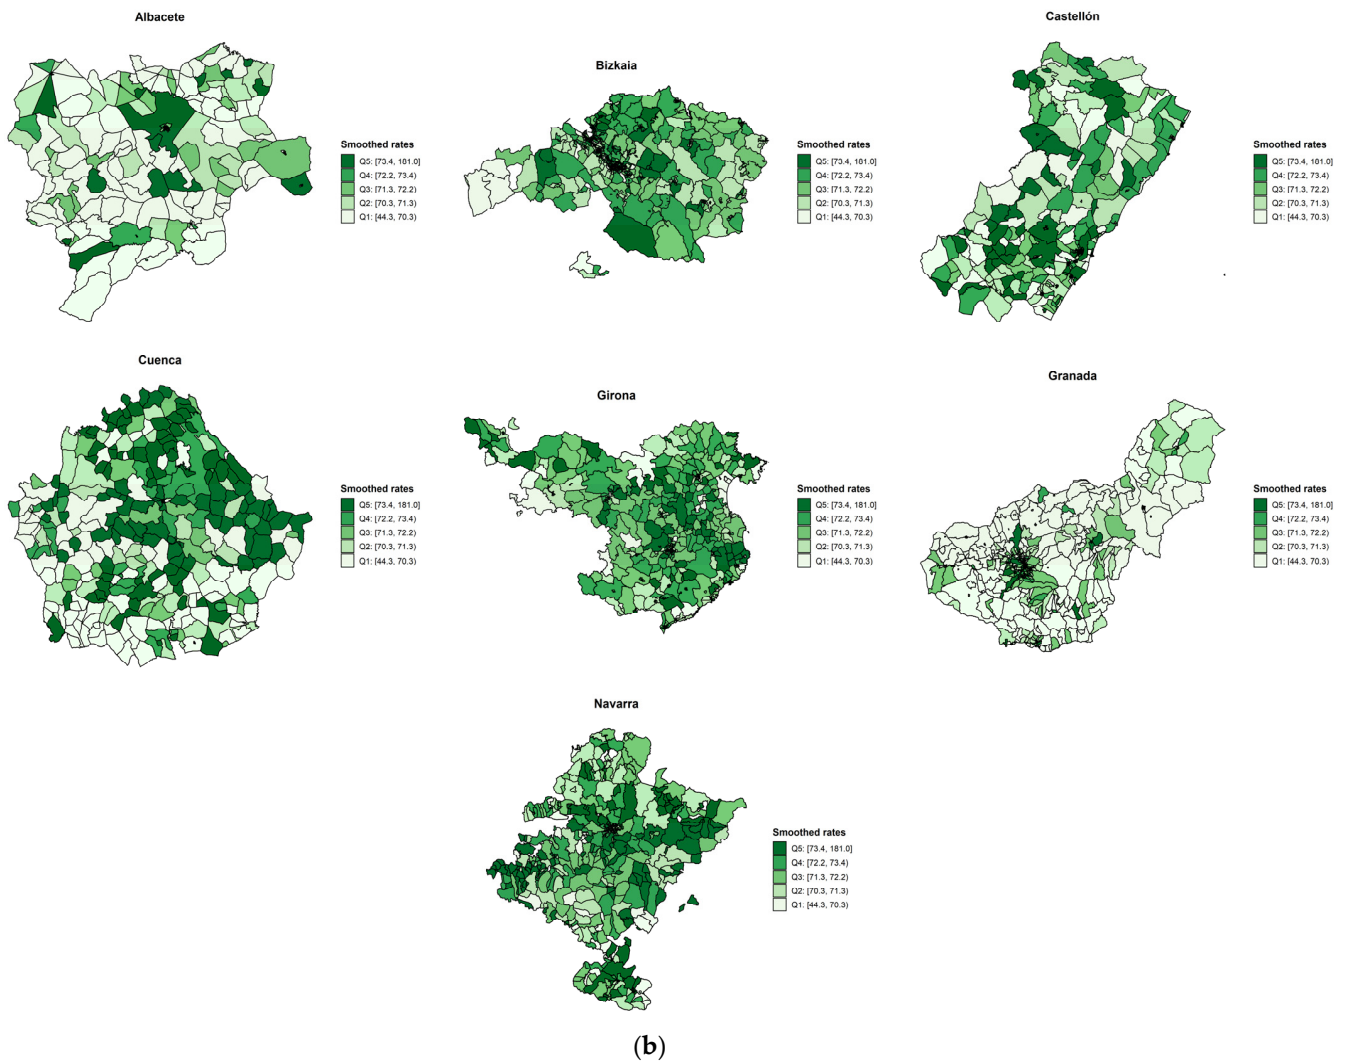 Albacete
Smoothed rates
Q5: [73.4, 101.0]
Q4: [72.2, 73.4)
Q3: [71.3, 72.2)
Q2: [70.3, 71.3)
Q1: [44.3, 70.3)
Bizkaia
Smoothed rates
Q5: [73.4, 101.0]
Q4: [72.2, 73.4)
Q3: [71.3, 72.2)
Q2: [70.3, 71.3)
Q1: [44.3, 70.3)
Castellón
Smoothed rates
Q5: [73.4, 101.0]
Q4: [72.2, 73.4)
Q3: [71.3, 72.2)
Q2: [70.3, 71.3)
Q1: [44.3, 70.3)
Cuenca
Smoothed rates
Q5: [73.4, 181.0]
Q4: [72.2, 73.4)
Q3: [71.3, 72.2)
Q2: [70.3, 71.3)
Q1: [44.3, 70.3)
Girona
Smoothed rates
Q5: [73.4, 181.0]
Q4: [72.2, 73.4)
Q3: [71.3, 72.2)
Q2: [70.3, 71.3)
Q1: [44.3, 70.3)
Granada
Smoothed rates
Q5: [73.4, 181.0]
Q4: [72.2, 73.4)
Q3: [71.3, 72.2)
Q2: [70.3, 71.3)
Q1: [44.3, 70.3)
Navarra
Smoothed rates
Q5: [73.4, 181.0]
Q4: [72.2, 73.4)
Q3: [71.3, 72.2)
Q2: [70.3, 71.3)
Q1: [44.3, 70.3)
(b)